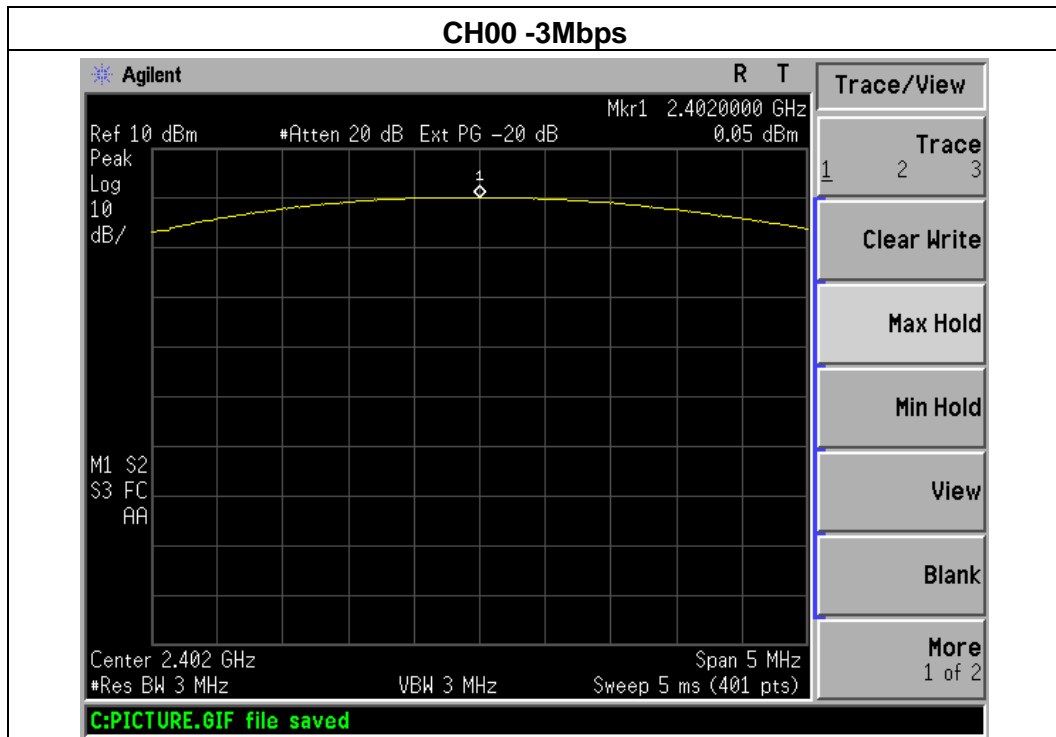 CH00 -3Mbps
Agilent R T
Mkr1 2.4020000 GHz
Ref 10 dBm #Atten 20 dB Ext PG -20 dB 0.05 dBm
Peak
Log
10
dB/
1
M1 S2
S3 FC
AA
Center 2.402 GHz Span 5 MHz
#Res BW 3 MHz VBW 3 MHz Sweep 5 ms (401 pts)
C:PICTURE.GIF file saved
Trace/View
Trace
1 2 3
Clear Write
Max Hold
Min Hold
View
Blank
More
1 of 2